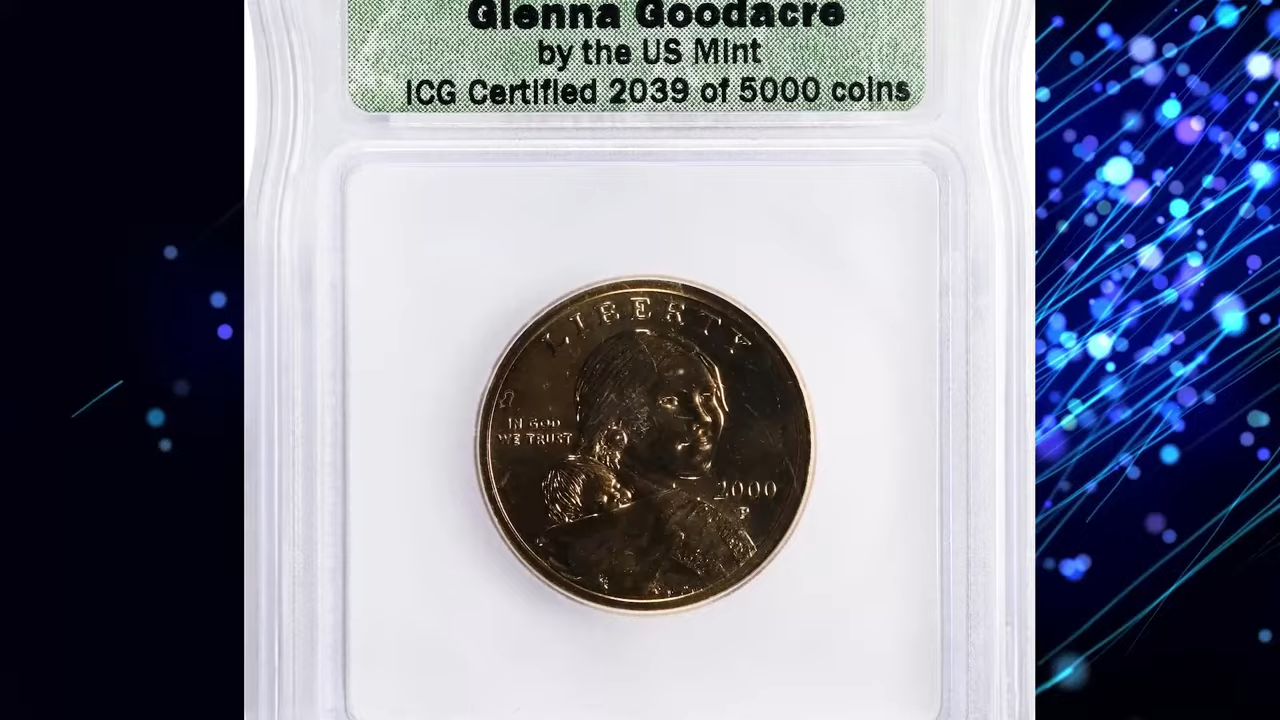 Glenna Goodacre
by the US Mint
ICG Certified 2039 of 5000 coins
LIBERTY
IN GOD
WE TRUST
2000
P